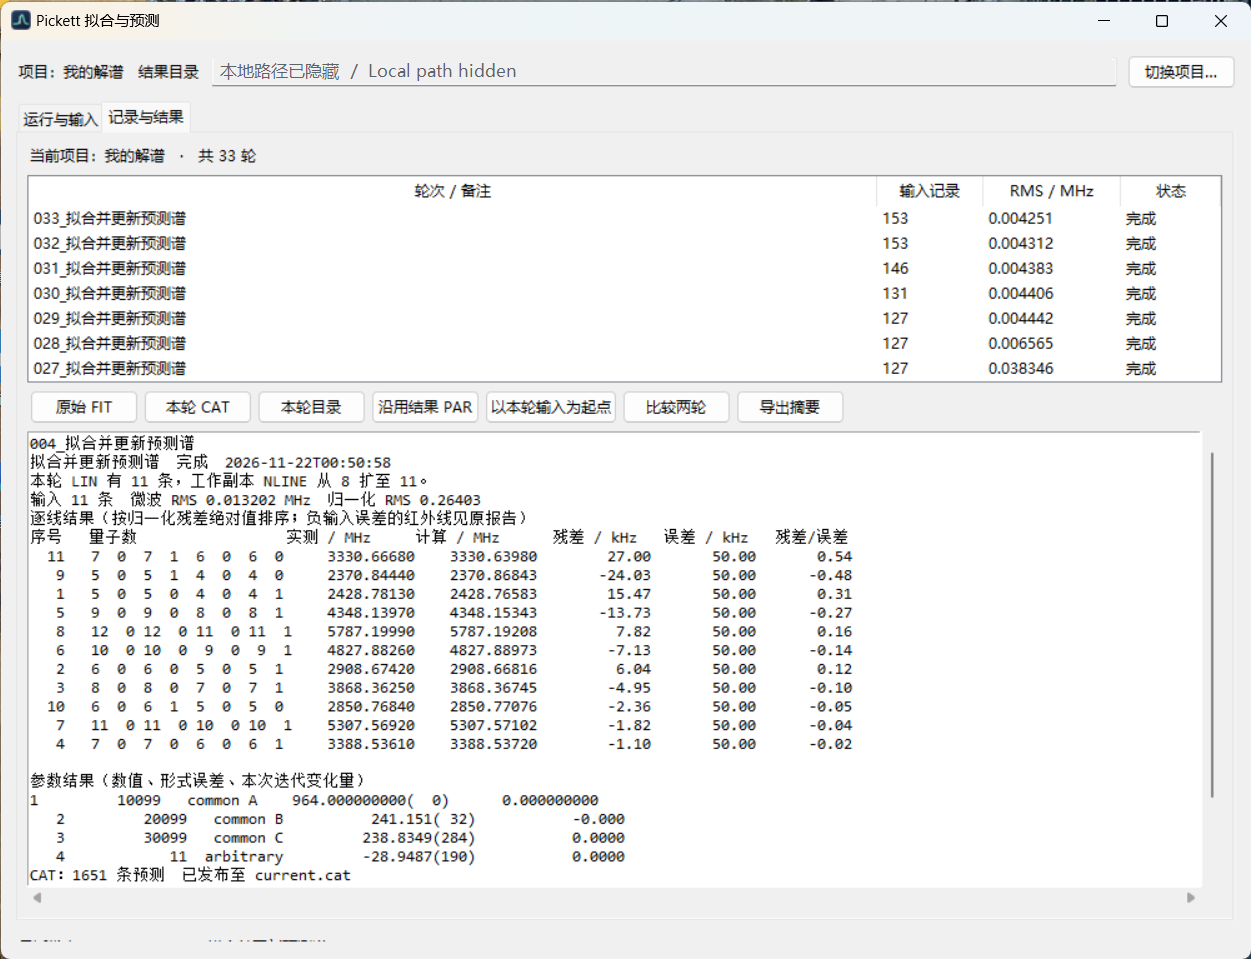 Pickett 拟合与预测
项目：我的解谱 结果目录 本地路径已隐藏 / Local path hidden 切换项目...
运行与输入 记录与结果
当前项目：我的解谱 · 共 33 轮
轮次 / 备注 输入记录 RMS / MHz 状态
033_拟合并更新预测谱 153 0.004251 完成
032_拟合并更新预测谱 153 0.004312 完成
031_拟合并更新预测谱 146 0.004383 完成
030_拟合并更新预测谱 131 0.004406 完成
029_拟合并更新预测谱 127 0.004442 完成
028_拟合并更新预测谱 127 0.006565 完成
027_拟合并更新预测谱 127 0.038346 完成
原始 FIT 本轮 CAT 本轮目录 沿用结果 PAR 以本轮输入为起点 比较两轮 导出摘要
004_拟合并更新预测谱
拟合并更新预测谱 完成 2026-11-22T00:50:58
本轮 LIN 有 11 条，工作副本 NLINE 从 8 扩至 11。
输入 11 条 微波 RMS 0.013202 MHz 归一化 RMS 0.26403
逐线结果（按归一化残差绝对值排序；负输入误差的红外线见原报告）
序号 量子数 实测 / MHz 计算 / MHz 残差 / kHz 误差 / kHz 残差/误差
11 7 0 7 1 6 0 6 0 3330.66680 3330.63980 27.00 50.00 0.54
9 5 0 5 1 4 0 4 0 2370.84440 2370.86843 -24.03 50.00 -0.48
1 5 0 5 0 4 0 4 1 2428.78130 2428.76583 15.47 50.00 0.31
5 9 0 9 0 8 0 8 1 4348.13970 4348.15343 -13.73 50.00 -0.27
8 12 0 12 0 11 0 11 1 5787.19990 5787.19208 7.82 50.00 0.16
6 10 0 10 0 9 0 9 1 4827.88260 4827.88973 -7.13 50.00 -0.14
2 6 0 6 0 5 0 5 1 2908.67420 2908.66816 6.04 50.00 0.12
3 8 0 8 0 7 0 7 1 3868.36250 3868.36745 -4.95 50.00 -0.10
10 6 0 6 1 5 0 5 0 2850.76840 2850.77076 -2.36 50.00 -0.05
7 11 0 11 0 10 0 10 1 5307.56920 5307.57102 -1.82 50.00 -0.04
4 7 0 7 0 6 0 6 1 3388.53610 3388.53720 -1.10 50.00 -0.02
参数结果（数值、形式误差、本次迭代变化量）
1 10099 common A 964.000000000( 0) 0.000000000
2 20099 common B 241.151( 32) -0.000
3 30099 common C 238.8349(284) 0.0000
4 11 arbitrary -28.9487(190) 0.0000
CAT：1651 条预测 已发布至 current.cat